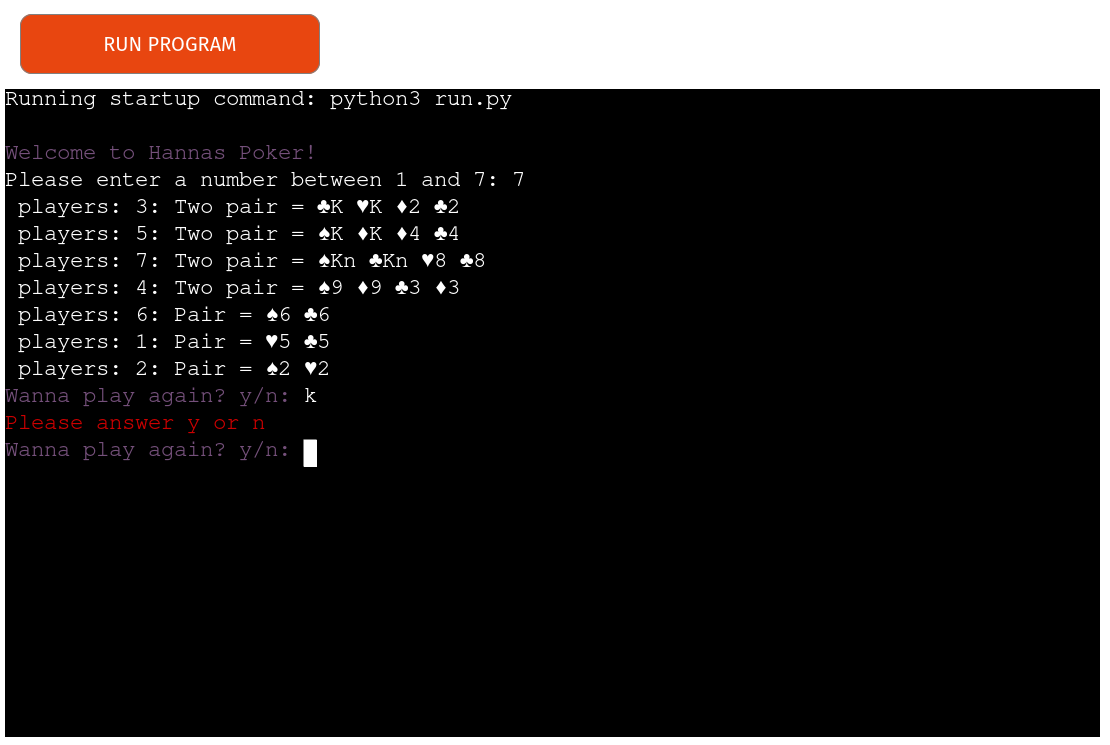 RUN PROGRAM
Running startup command: python3 run.py
Welcome to Hannas Poker!
Please enter a number between 1 and 7: 7
players: 3: Two pair = ♣K ♥K ♦2 ♣2
players: 5: Two pair = ♠K ♦K ♦4 ♣4
players: 7: Two pair = ♠Kn ♣Kn ♥8 ♣8
players: 4: Two pair = ♠9 ♦9 ♣3 ♦3
players: 6: Pair = ♠6 ♣6
players: 1: Pair = ♥5 ♣5
players: 2: Pair = ♠2 ♥2
Wanna play again? y/n: k
Please answer y or n
Wanna play again? y/n: